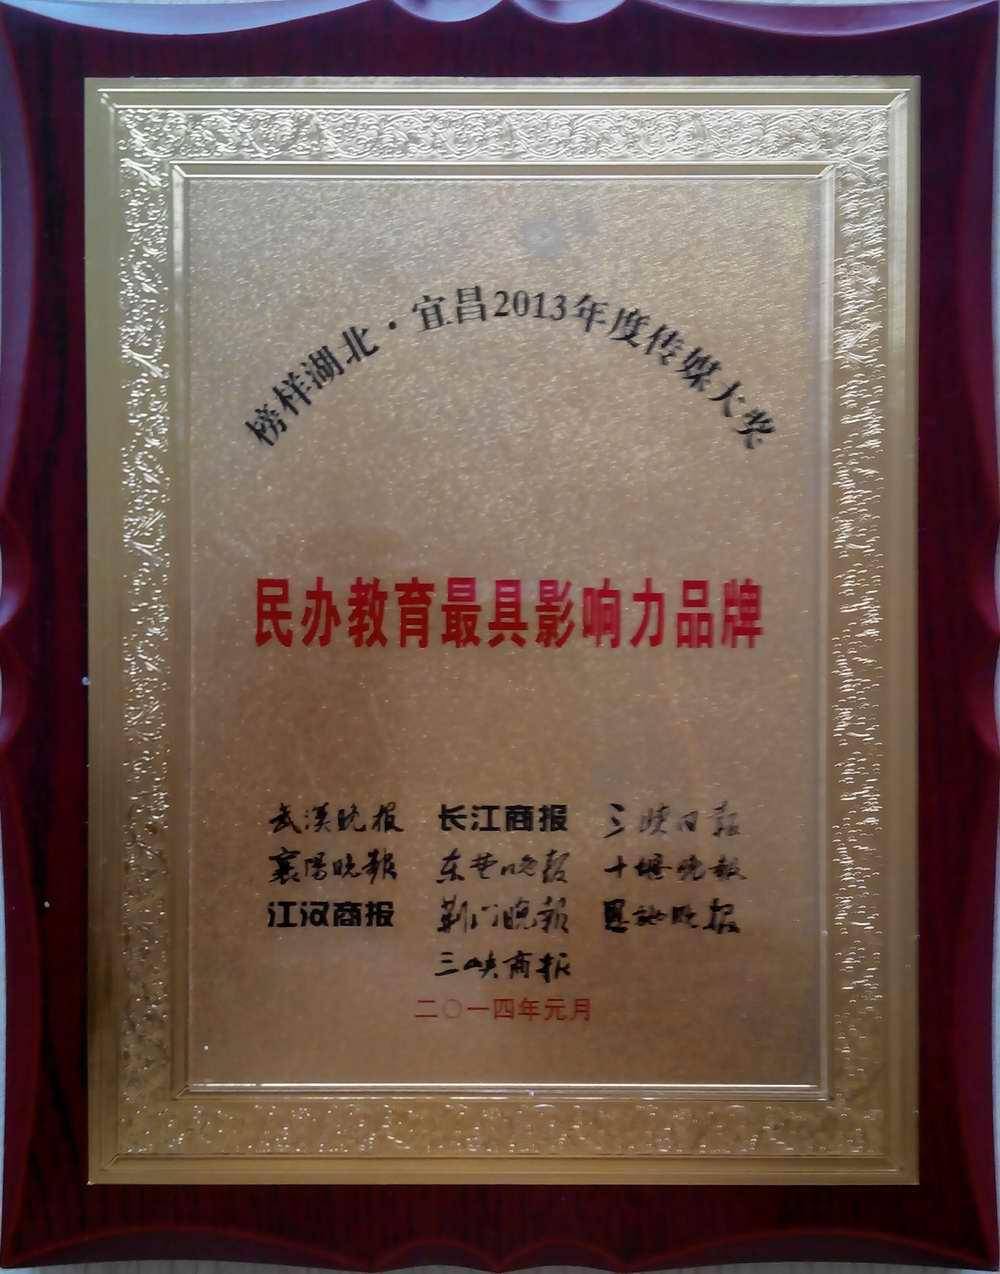 榜样湖北·宜昌2013年度传媒大奖
民办教育最具影响力品牌
武汉晚报 长江商报 三峡日报
襄阳晚报 东楚晚报 十堰晚报
江汉商报 荆门晚报 恩施晚报
三峡商报
二〇一四年元月